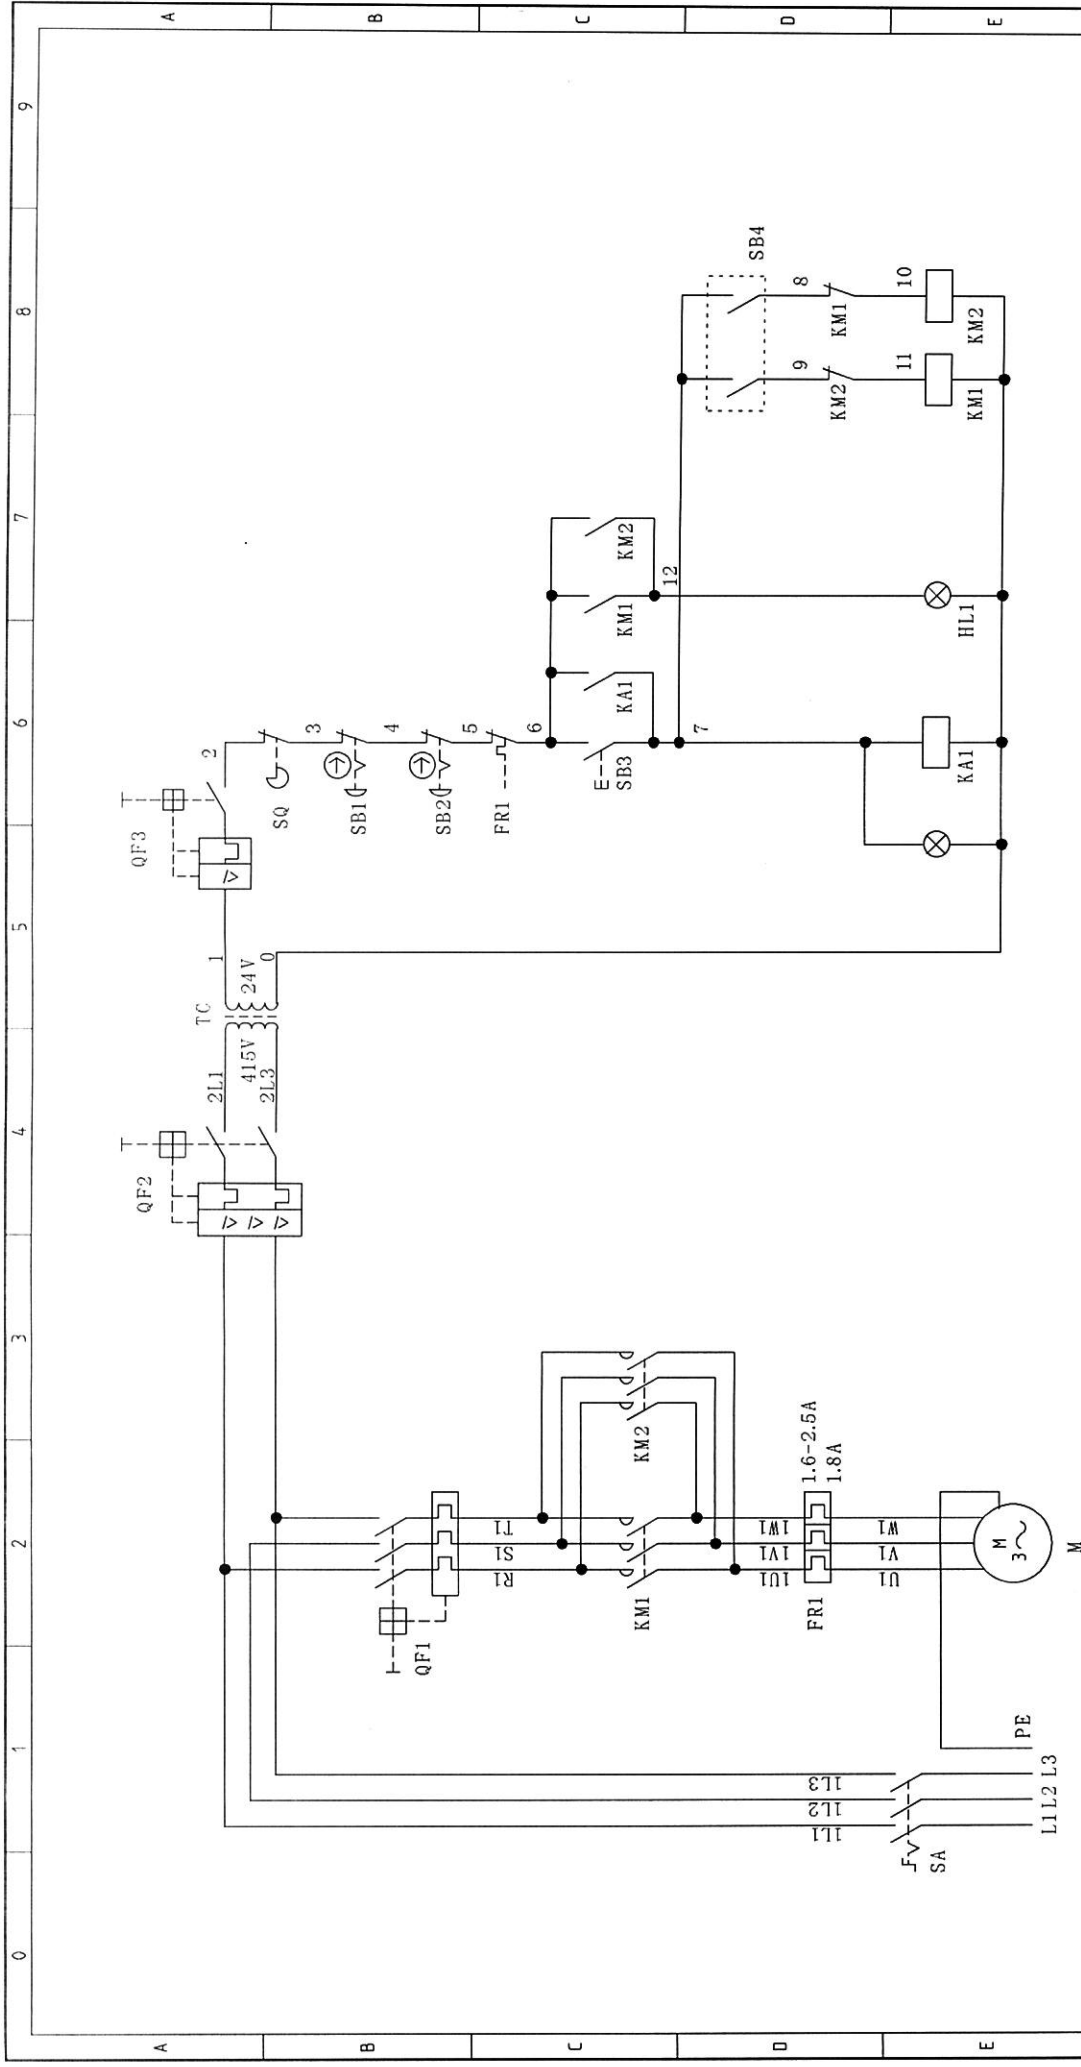 0 1 2 3 4 5 6 7 8 9
A
B
C
D
E
A
B
C
D
E
QF2
QF3
2L1
TC
1
2
415V
24V
2L3
0
SQ
3
SB1
4
SB2
5
FR1
6
QF1
R1
S1
T1
KM1
KM2
SB3
KA1
KM1
KM2
12
7
SB4
1U1
1V1
1W1
FR1
1.6-2.5A
1.8A
9
8
KM2
KM1
11
10
1L1
1L2
1L3
U1
V1
W1
SA
L1
L2
L3
PE
M
3~
M
KA1
HL1
KM1
KM2